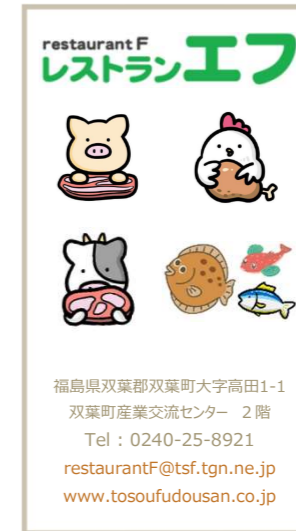 restaurant F
レストランエフ
福島県双葉郡双葉町大字高田1-1
双葉町産業交流センター　２階
Tel : 0240-25-8921
restaurantF@tsf.tgn.ne.jp
www.tosoufudousan.co.jp